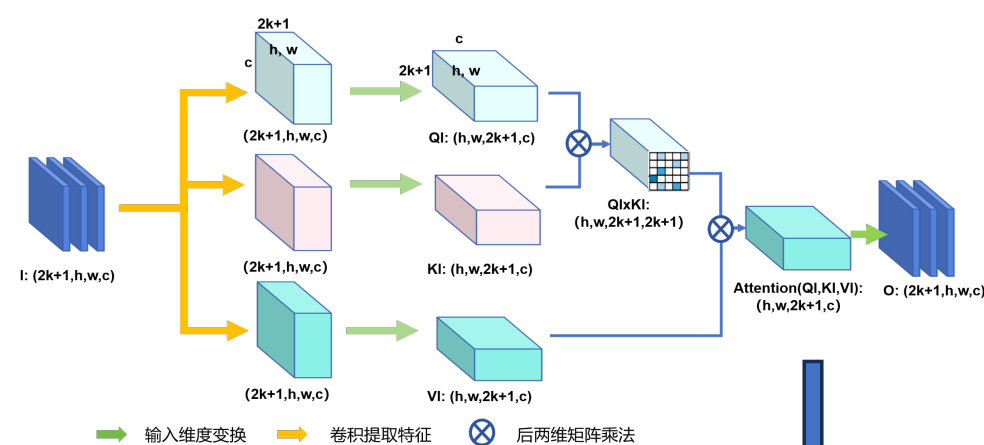 2k+1
h, w
c
(2k+1,h,w,c)
c
2k+1
h, w
QI: (h,w,2k+1,c)
QIxKI:
(h,w,2k+1,2k+1)
I: (2k+1,h,w,c)
(2k+1,h,w,c)
KI: (h,w,2k+1,c)
Attention(QI,KI,VI):
(h,w,2k+1,c)
O: (2k+1,h,w,c)
(2k+1,h,w,c)
VI: (h,w,2k+1,c)
输入维度变换
卷积提取特征
后两维矩阵乘法